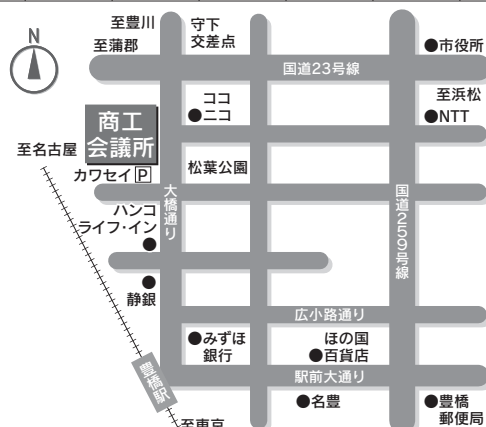 N
至豊川
至蒲郡
守下
交差点
●市役所
国道23号線
ココ
●ニコ
至浜松
●NTT
商工
会議所
至名古屋
カワセイ P
松葉公園
大橋通り
国道259号線
ハンコ
ライフ・イン
静銀
広小路通り
●みずほ
銀行
ほの国
●百貨店
豊橋駅
駅前大通り
●名豊
●豊橋
郵便局
至東京